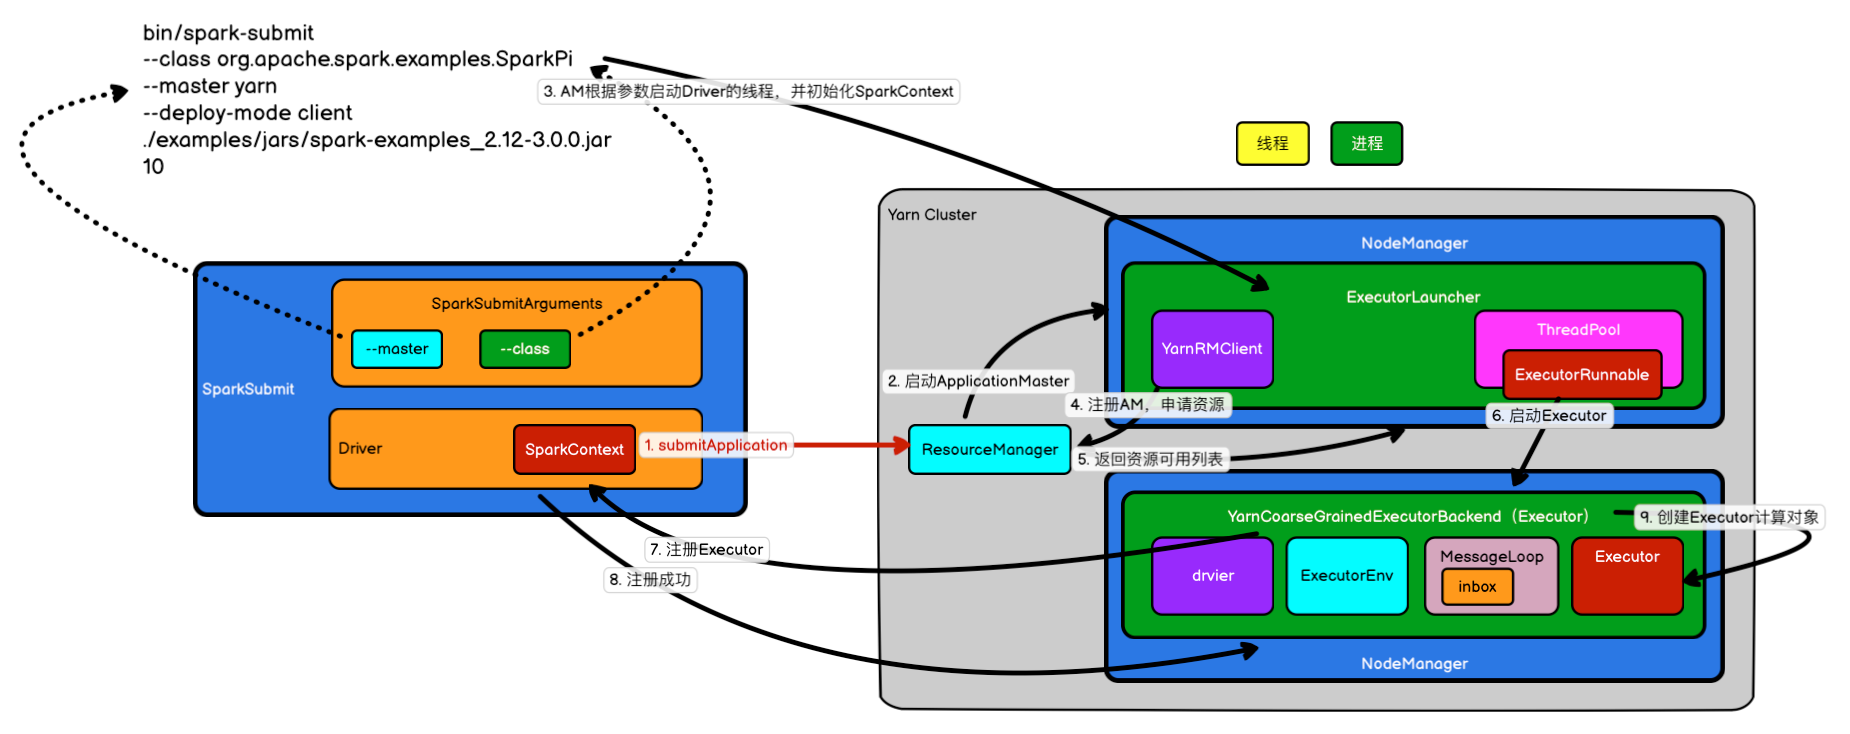 bin/spark-submit
--class org.apache.spark.examples.SparkPi
--master yarn
--deploy-mode client
./examples/jars/spark-examples_2.12-3.0.0.jar
10
3. AM根据参数启动Driver的线程，并初始化SparkContext
线程
进程
Yarn Cluster
NodeManager
ExecutorLauncher
YarnRMClient
ThreadPool
ExecutorRunnable
SparkSubmit
SparkSubmitArguments
--master
--class
Driver
SparkContext
1. submitApplication
2. 启动ApplicationMaster
4. 注册AM，申请资源
ResourceManager
5. 返回资源可用列表
6. 启动Executor
YarnCoarseGrainedExecutorBackend（Executor）
9. 创建Executor计算对象
7. 注册Executor
8. 注册成功
drvier
ExecutorEnv
MessageLoop
inbox
Executor
NodeManager